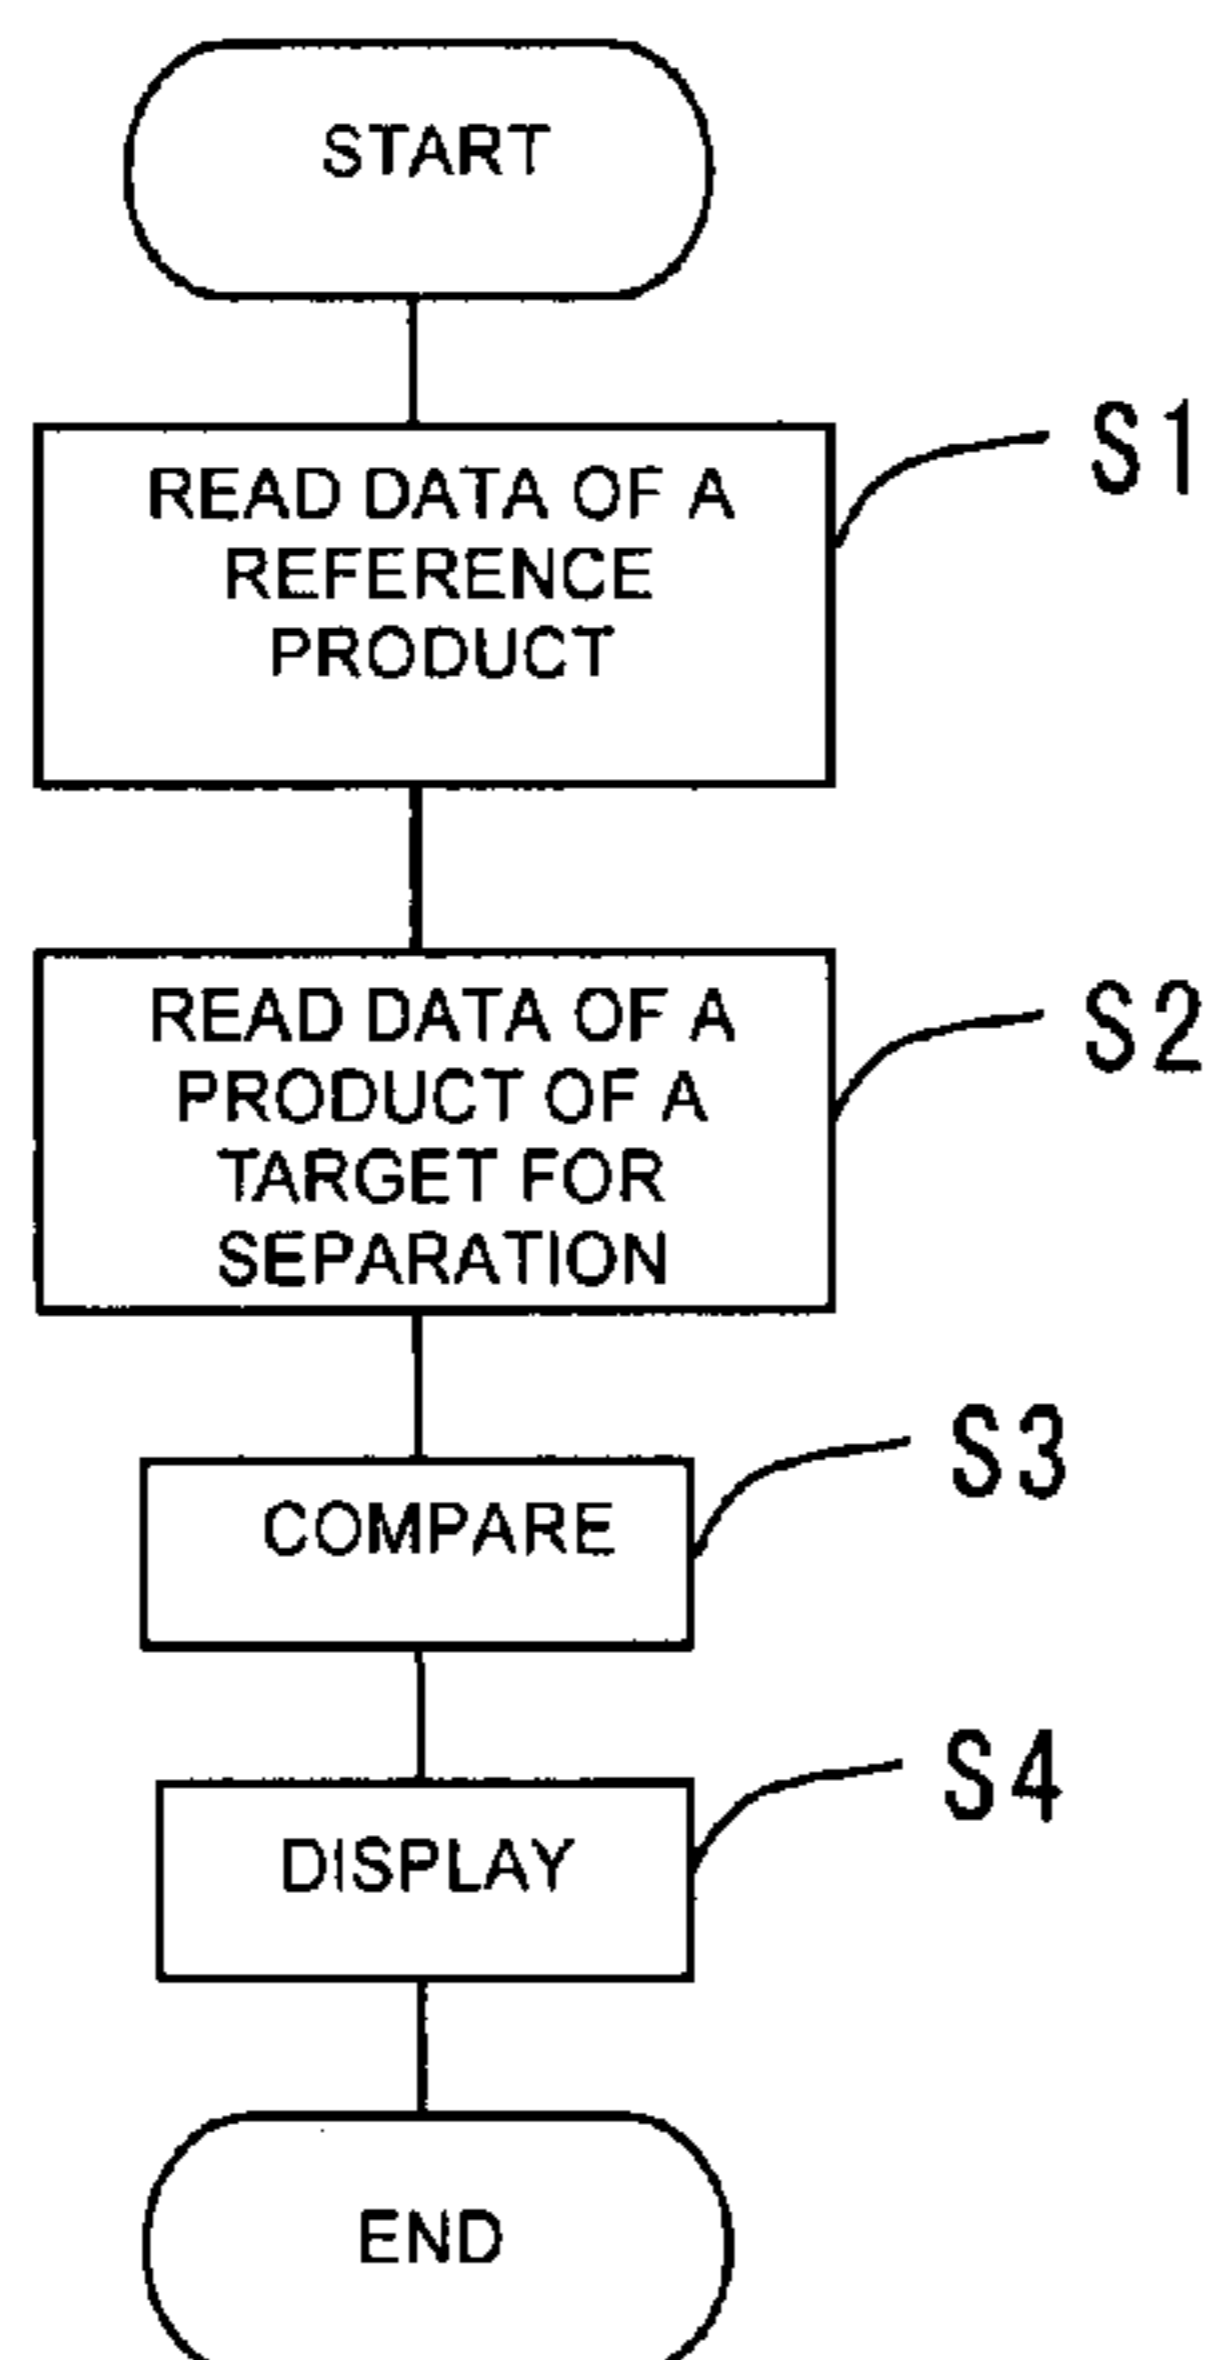 START
READ DATA OF A
REFERENCE
PRODUCT
S1
READ DATA OF A
PRODUCT OF A
TARGET FOR
SEPARATION
S2
COMPARE
S3
DISPLAY
S4
END